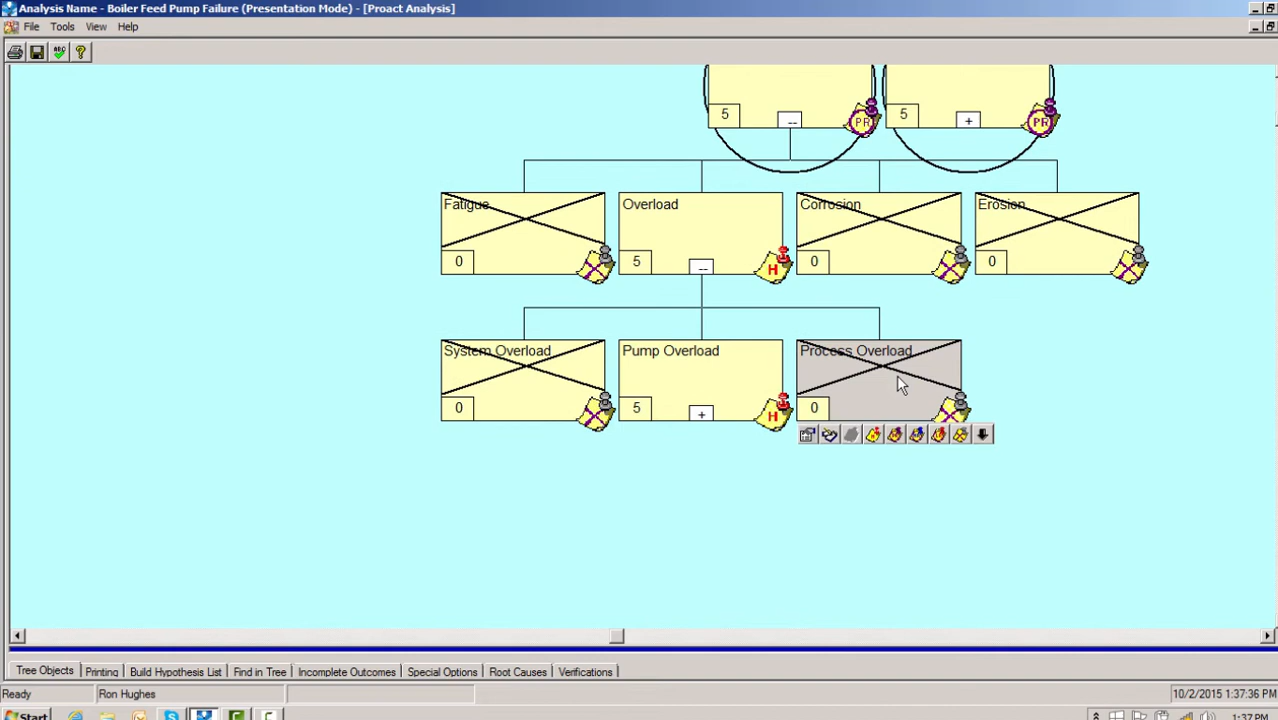 Analysis Name - Boiler Feed Pump Failure (Presentation Mode) - [Proact Analysis]
File Tools View Help
ABC ?
5 -- PR 5 + PR
Fatigue Overload Corrosion Erosion
0 5 -- H 0 0
System Overload Pump Overload Process Overload
0 5 + H 0
Tree Objects Printing Build Hypothesis List Find in Tree Incomplete Outcomes Special Options Root Causes Verifications
Ready Ron Hughes 10/2/2015 1:37:36 PM
Start 1:37 PM